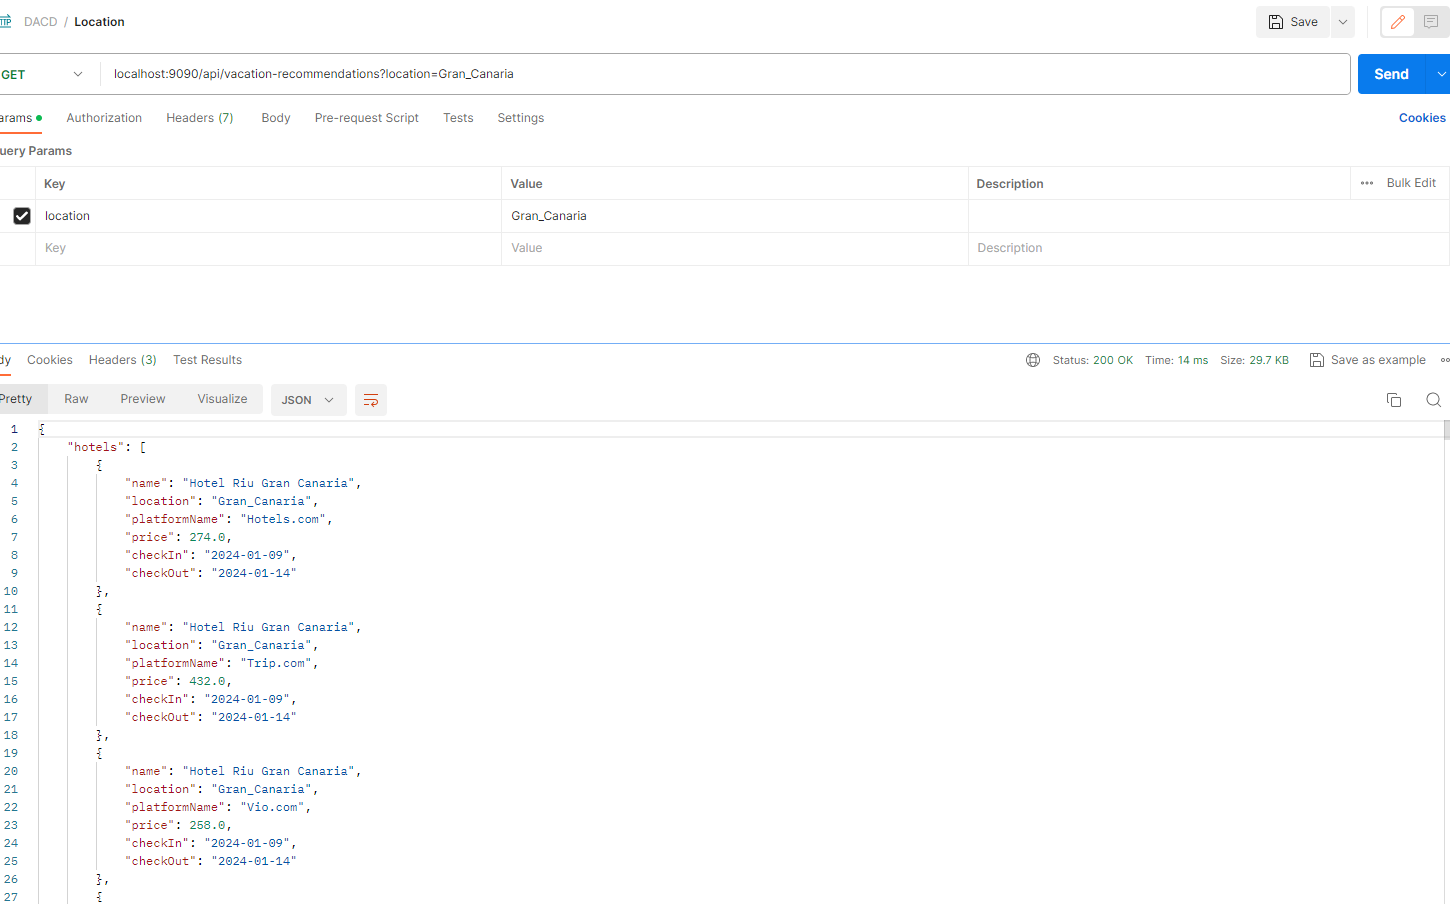 DACD / Location
Save
GET
localhost:9090/api/vacation-recommendations?location=Gran_Canaria
Send
arams Authorization Headers (7) Body Pre-request Script Tests Settings Cookies
uery Params
Key Value Description Bulk Edit
location Gran_Canaria
Key Value Description
dy Cookies Headers (3) Test Results Status: 200 OK Time: 14 ms Size: 29.7 KB Save as example
Pretty Raw Preview Visualize JSON
1 {
2 "hotels": [
3 {
4 "name": "Hotel Riu Gran Canaria",
5 "location": "Gran_Canaria",
6 "platformName": "Hotels.com",
7 "price": 274.0,
8 "checkIn": "2024-01-09",
9 "checkOut": "2024-01-14"
10 },
11 {
12 "name": "Hotel Riu Gran Canaria",
13 "location": "Gran_Canaria",
14 "platformName": "Trip.com",
15 "price": 432.0,
16 "checkIn": "2024-01-09",
17 "checkOut": "2024-01-14"
18 },
19 {
20 "name": "Hotel Riu Gran Canaria",
21 "location": "Gran_Canaria",
22 "platformName": "Vio.com",
23 "price": 258.0,
24 "checkIn": "2024-01-09",
25 "checkOut": "2024-01-14"
26 },
27 {